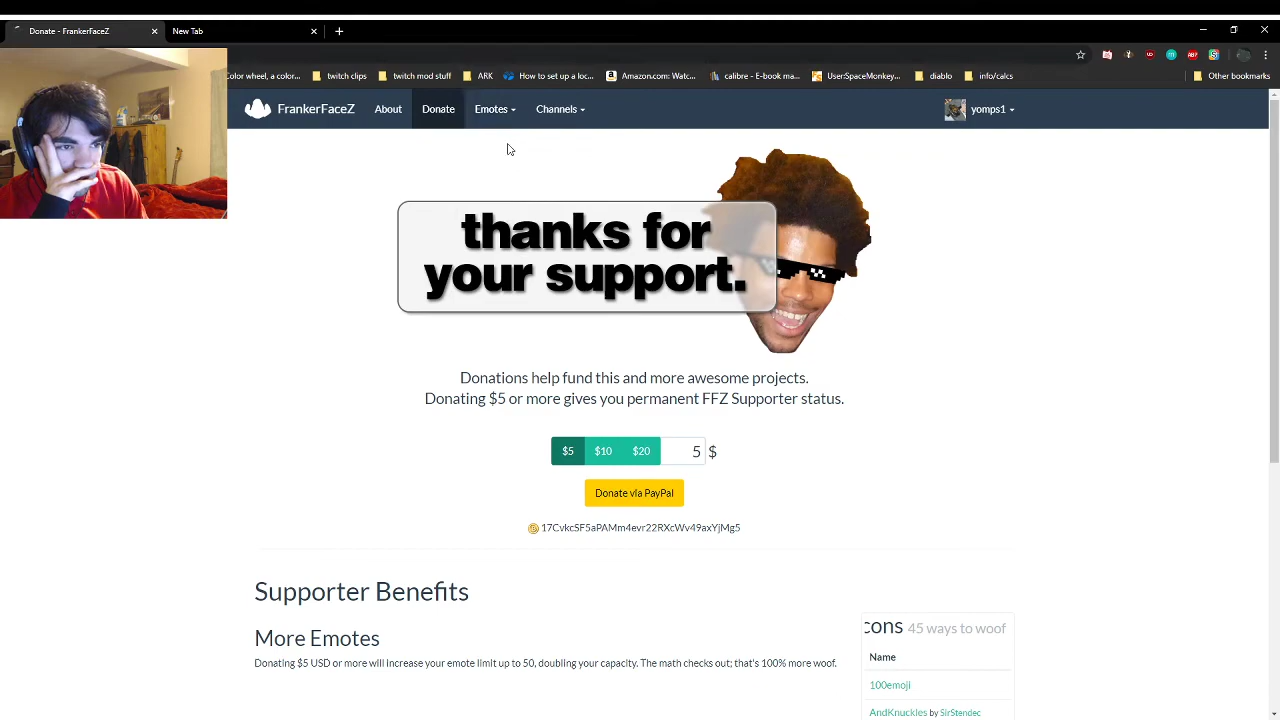 Donate - FrankerFaceZ
New Tab
Color wheel, a color...
twitch clips
twitch mod stuff
ARK
How to set up a loc...
Amazon.com: Watc...
calibre - E-book ma...
UserSpaceMonkey...
diablo
info/calcs
Other bookmarks
FrankerFaceZ
About
Donate
Emotes
Channels
yomps1
thanks for
your support.
Donations help fund this and more awesome projects.
Donating $5 or more gives you permanent FFZ Supporter status.
$5 $10 $20 5 $
Donate via PayPal
17CvkcSF5aPAMm4evr22RXcWv49axYjMg5
Supporter Benefits
More Emotes
Donating $5 USD or more will increase your emote limit up to 50, doubling your capacity. The math checks out; that's 100% more woof.
cons 45 ways to woof
Name
100emoji
AndKnuckles by SirStendec